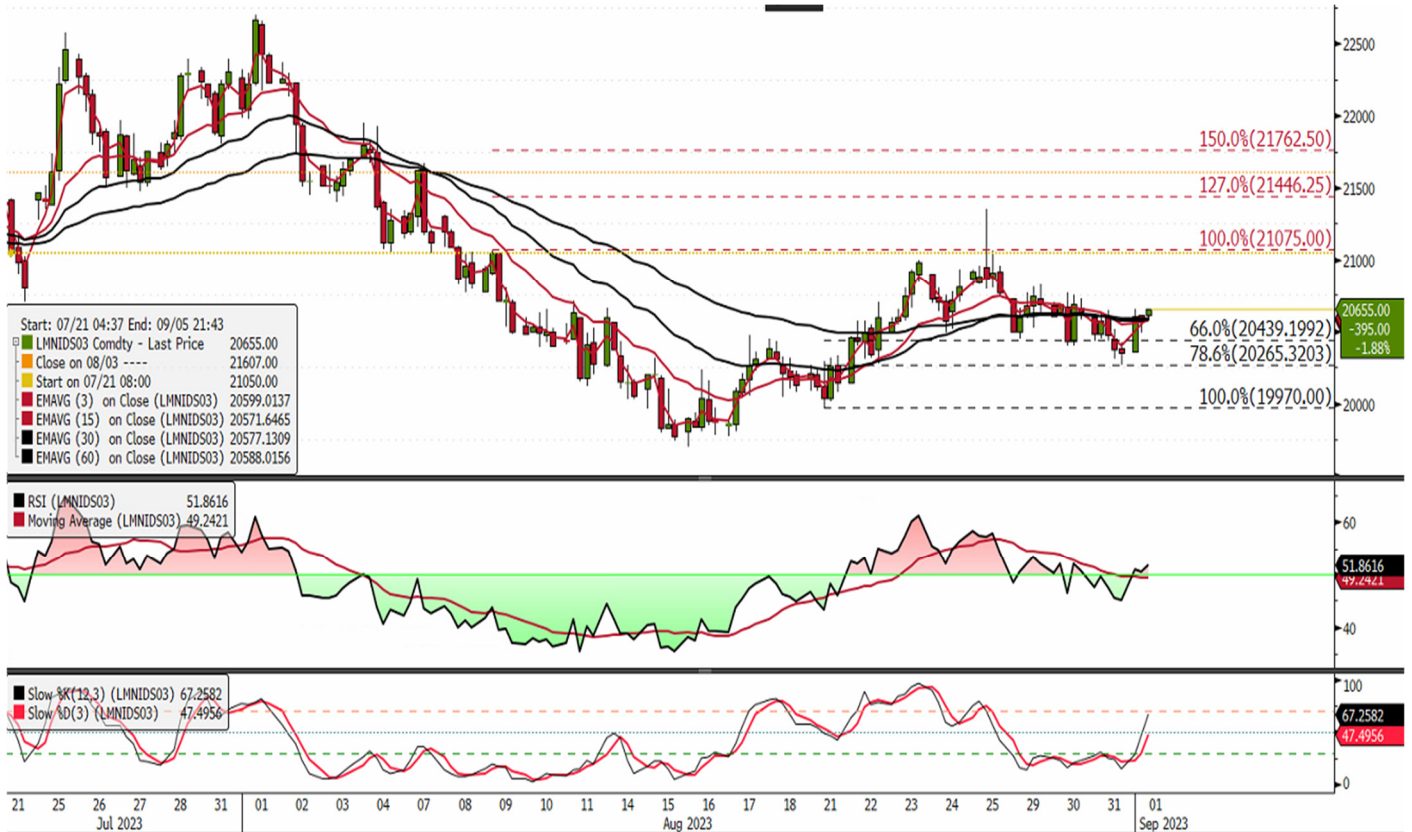 22500
22000
150.0%(21762.50)
21500
127.0%(21446.25)
100.0%(21075.00)
21000
20655.00
-395.00
-1.88%
66.0%(20439.1992)
78.6%(20265.3203)
100.0%(19970.00)
20000
Start: 07/21 04:37 End: 09/05 21:43
LMNIDS03 Comdty - Last Price 20655.00
Close on 08/03 ---- 21607.00
Start on 07/21 08:00 21050.00
EMAVG (3) on Close (LMNIDS03) 20599.0137
EMAVG (15) on Close (LMNIDS03) 20571.6465
EMAVG (30) on Close (LMNIDS03) 20577.1309
EMAVG (60) on Close (LMNIDS03) 20588.0156
RSI (LMNIDS03) 51.8616
Moving Average (LMNIDS03) 49.2421
60
51.8616
49.2421
40
Slow %K(12,3) (LMNIDS03) 67.2582
Slow %D(3) (LMNIDS03) 47.4956
100
67.2582
47.4956
0
21 25 26 27 28 31 01 02 03 04 07 08 09 10 11 14 15 16 17 18 21 22 23 24 25 29 30 31 01
Jul 2023 Aug 2023 Sep 2023